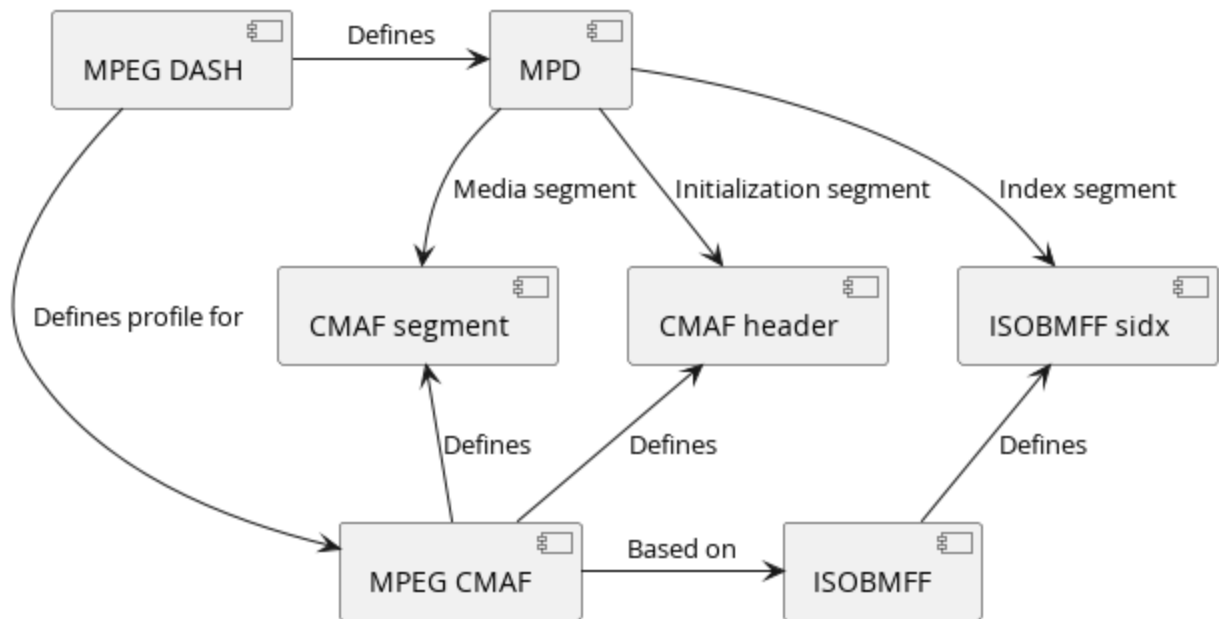 Defines
MPEG DASH
MPD
Media segment
Initialization segment
Index segment
Defines profile for
CMAF segment
CMAF header
ISOBMFF sidx
Defines
Defines
Defines
Based on
MPEG CMAF
ISOBMFF